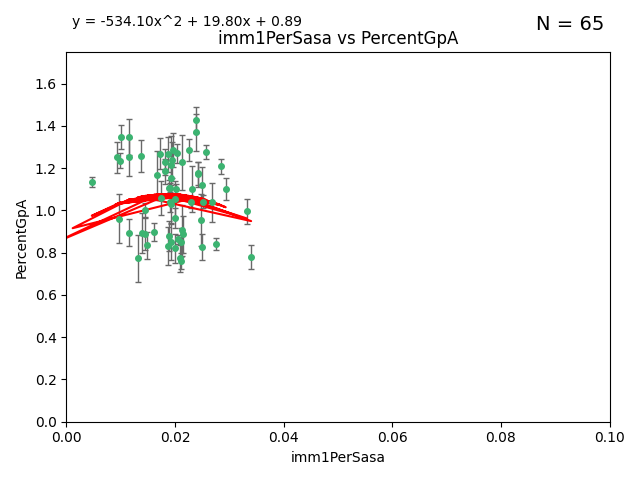 y = -534.10x^2 + 19.80x + 0.89
N = 65
imm1PerSasa vs PercentGpA
1.6
1.4
1.2
1.0
0.8
0.6
0.4
0.2
0.0
PercentGpA
0.00 0.02 0.04 0.06 0.08 0.10
imm1PerSasa